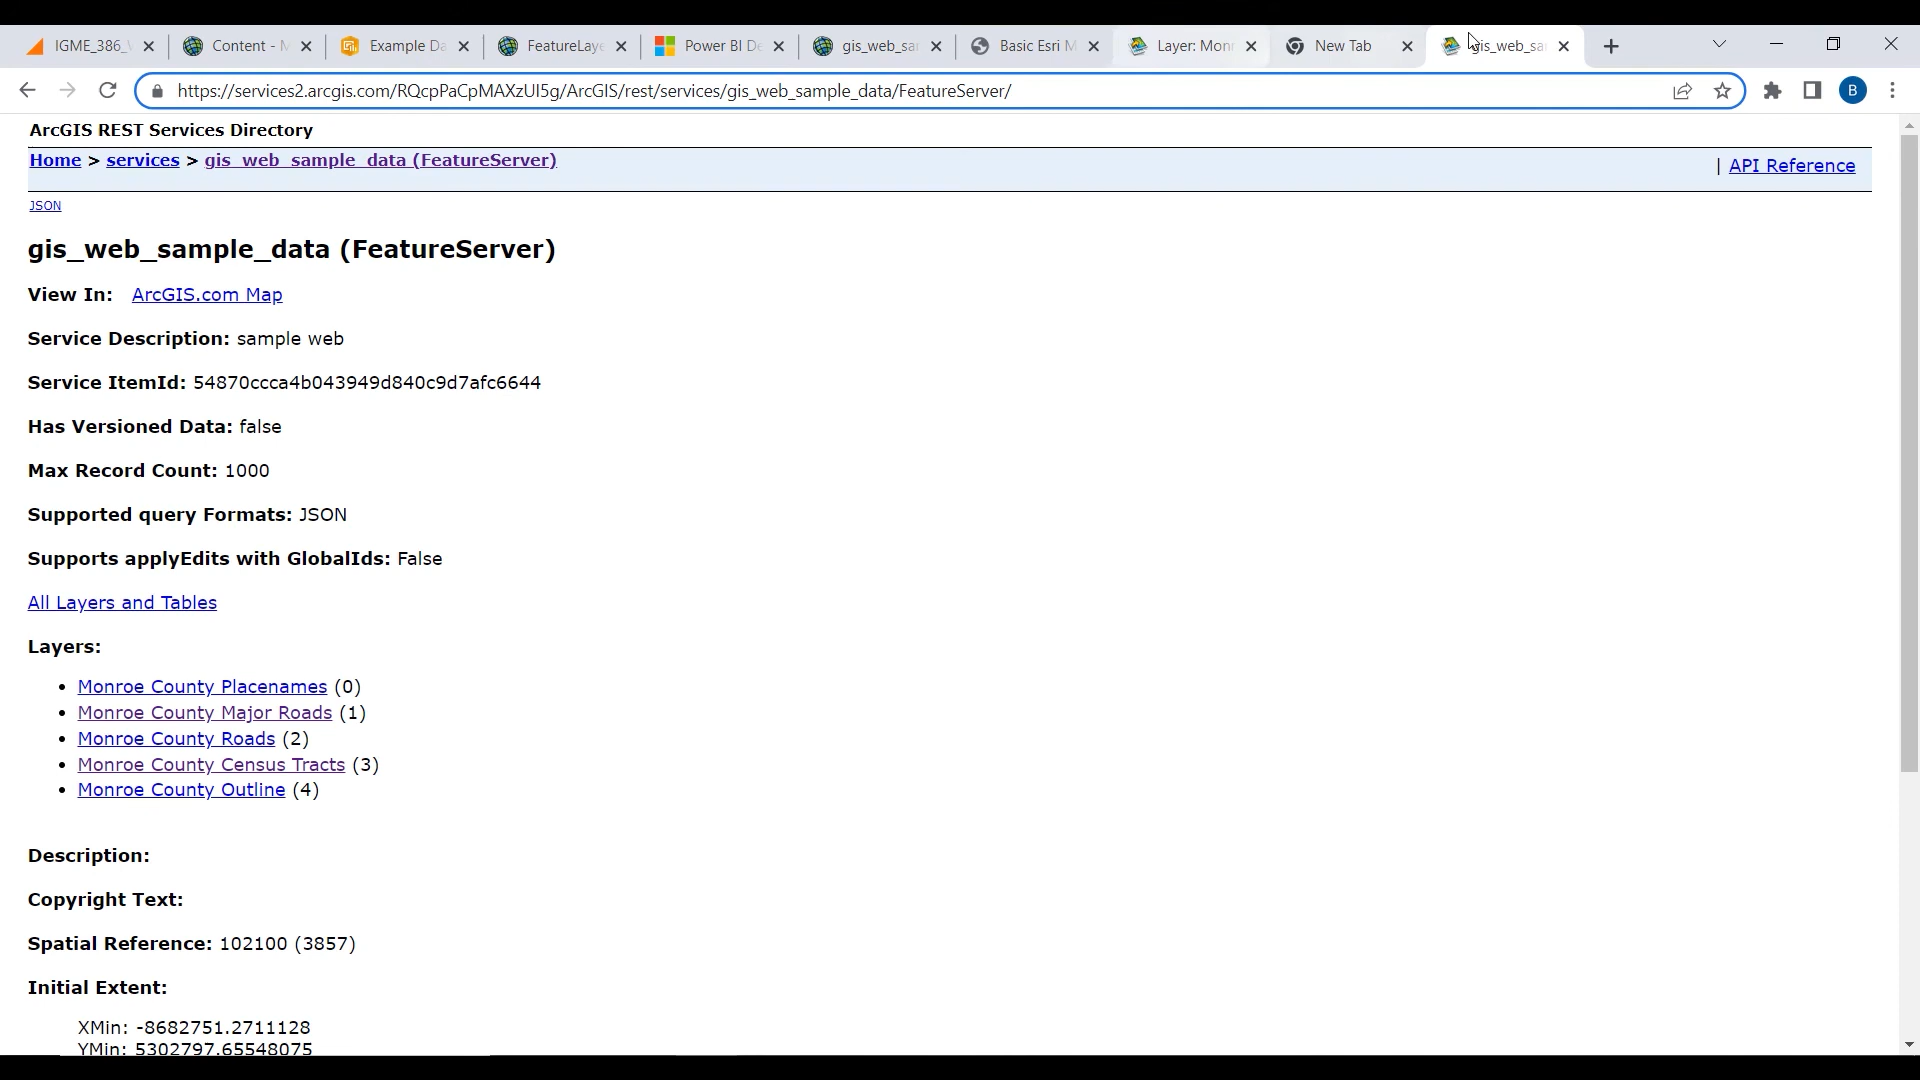 IGME_386_
Content - M
Example Da
FeatureLaye
Power BI De
gis_web_sar
Basic Esri M
Layer: Monr
New Tab
gis_web_sa
https://services2.arcgis.com/RQcpPaCpMAXzUI5g/ArcGIS/rest/services/gis_web_sample_data/FeatureServer/
B
ArcGIS REST Services Directory
Home > services > gis_web_sample_data (FeatureServer)
| API Reference
JSON
gis_web_sample_data (FeatureServer)
View In: ArcGIS.com Map
Service Description: sample web
Service ItemId: 54870ccca4b043949d840c9d7afc6644
Has Versioned Data: false
Max Record Count: 1000
Supported query Formats: JSON
Supports applyEdits with GlobalIds: False
All Layers and Tables
Layers:
• Monroe County Placenames (0)
• Monroe County Major Roads (1)
• Monroe County Roads (2)
• Monroe County Census Tracts (3)
• Monroe County Outline (4)
Description:
Copyright Text:
Spatial Reference: 102100 (3857)
Initial Extent:
XMin: -8682751.2711128
YMin: 5302797.65548075